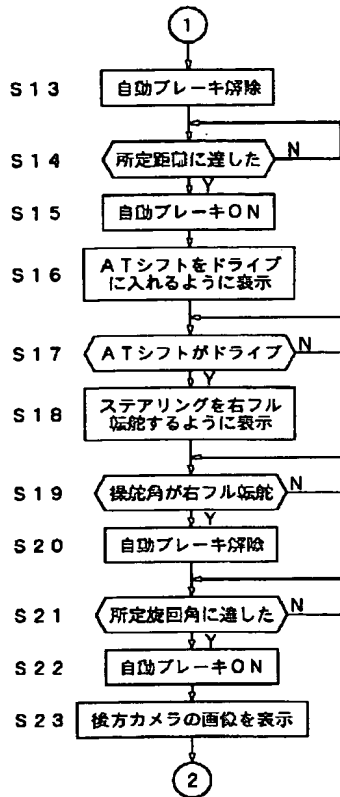 1
S13 自動ブレーキ解除
S14 所定距離に達した N
Y
S15 自動ブレーキON
S16 ATシフトをドライブ
に入れるように表示
S17 ATシフトがドライブ N
Y
S18 ステアリングを右フル
転舵するように表示
S19 操舵角が右フル転舵 N
Y
S20 自動ブレーキ解除
S21 所定旋回角に達した N
Y
S22 自動ブレーキON
S23 後方カメラの画像を表示
2